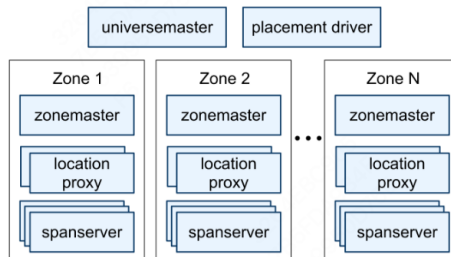 universemaster placement driver
Zone 1 Zone 2 Zone N
zonemaster zonemaster zonemaster
...
location location location
proxy proxy proxy
spanserver spanserver spanserver